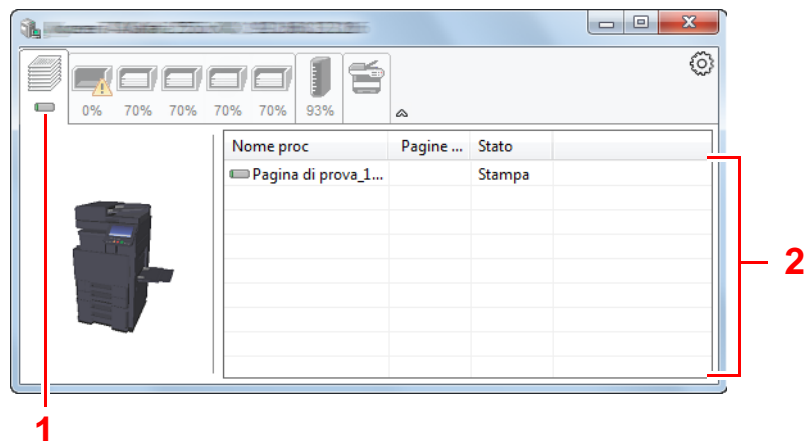 0% 70% 70% 70% 70% 93%
Nome proc Pagine ... Stato
Pagina di prova_1... Stampa
2
1